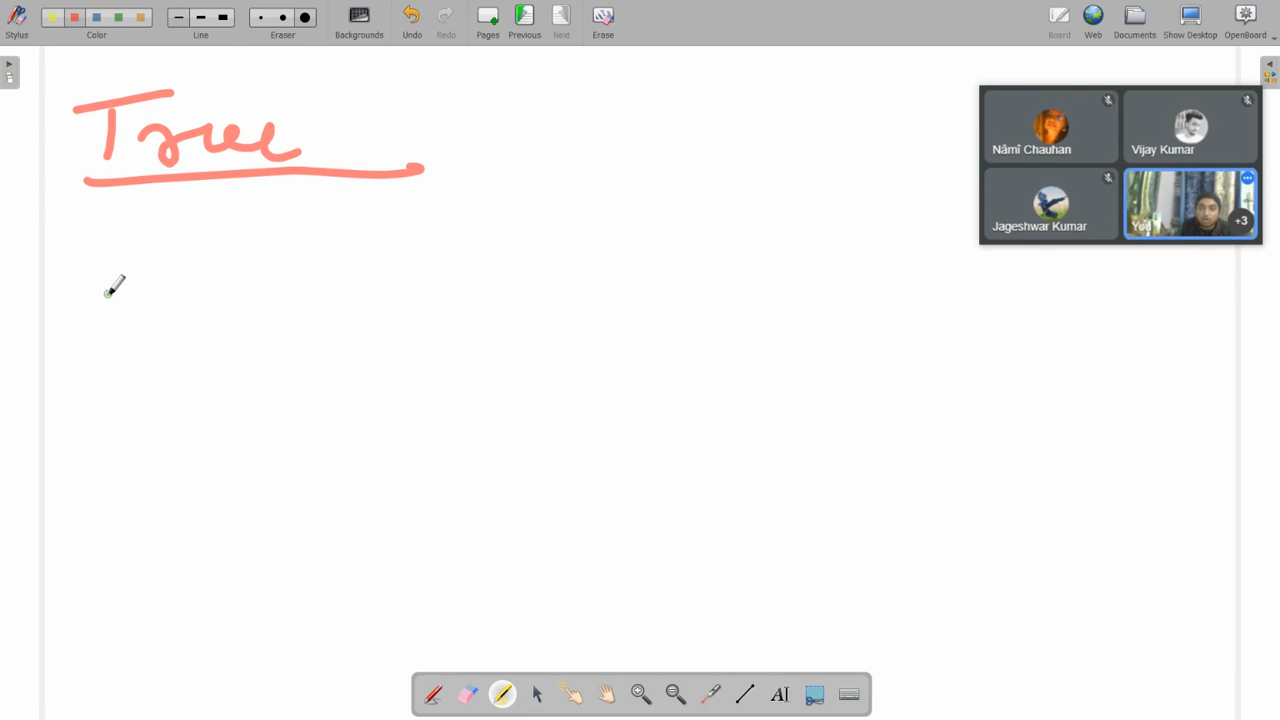 Stylus
Color
Line
Eraser
Backgrounds
Undo
Redo
Pages
Previous
Next
Erase
Board
Web
Documents
Show Desktop
OpenBoard
Tree
Nâmî Chauhan
Vijay Kumar
Jageshwar Kumar
You
+3